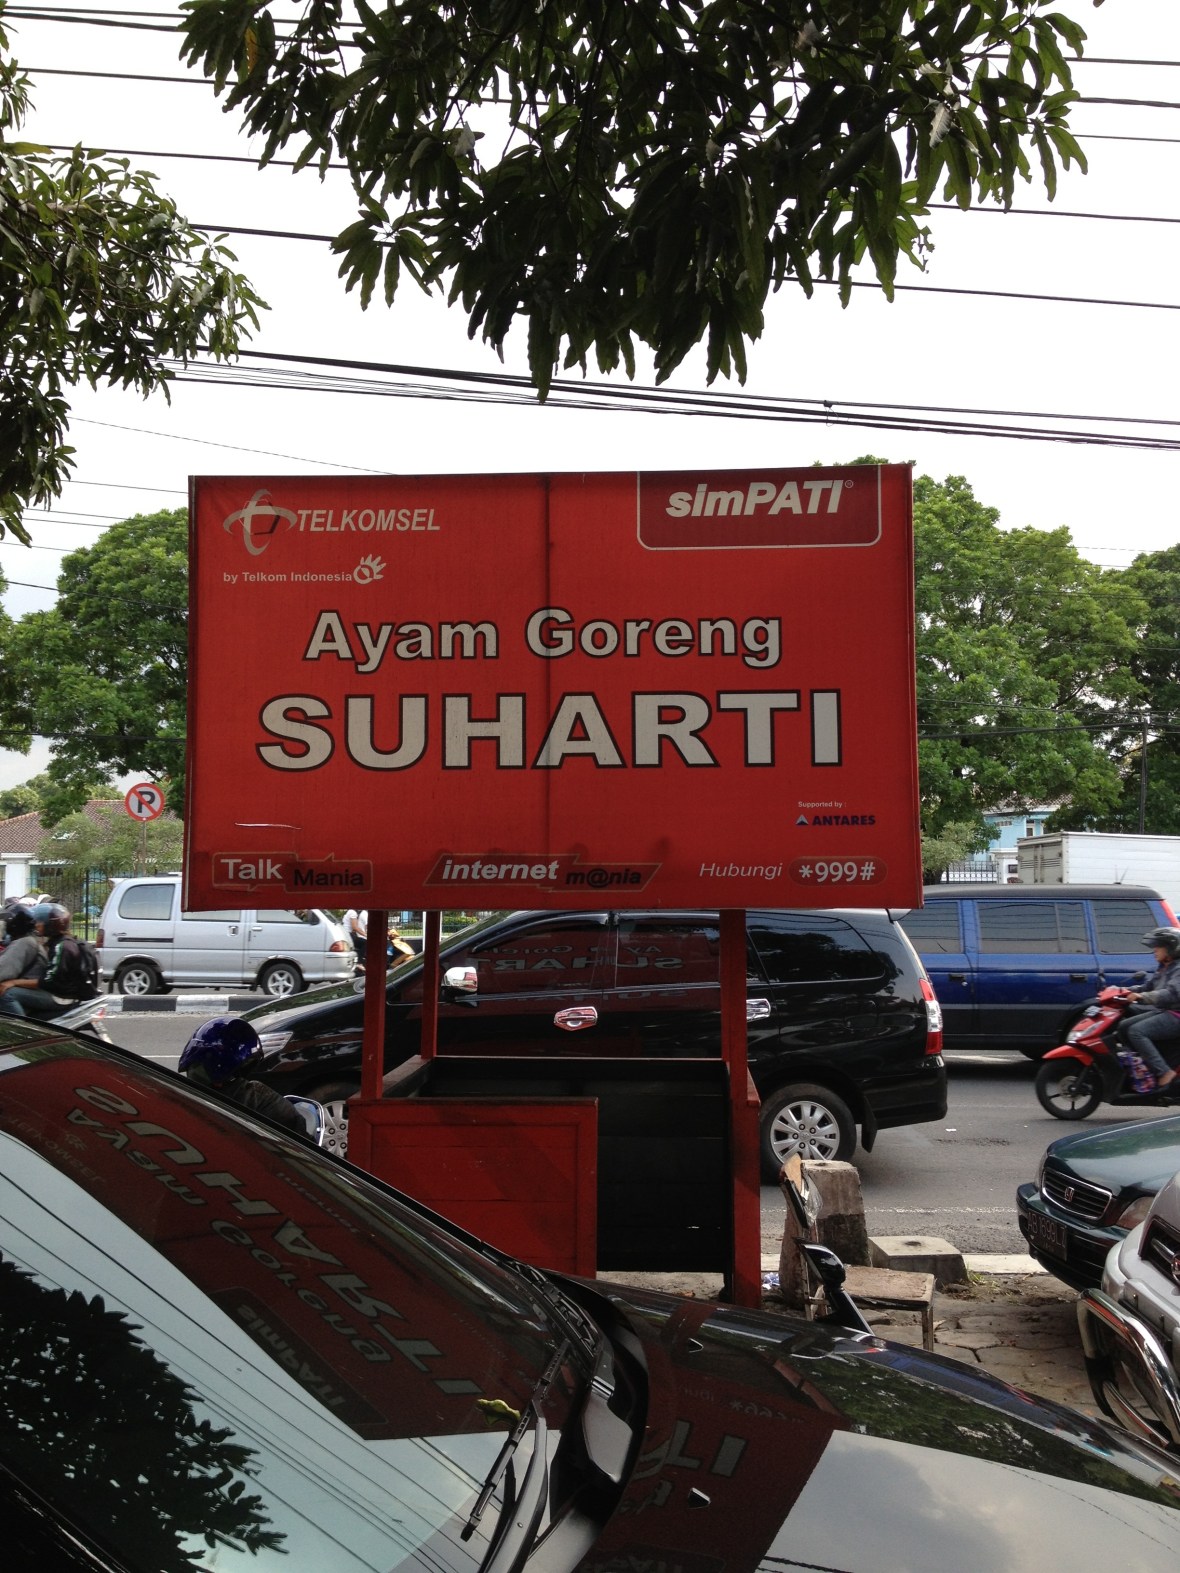 TELKOMSEL
by Telkom Indonesia
simPATI®
Ayam Goreng
SUHARTI
Supported by :
ANTARES
Talk Mania
internet m@nia
Hubungi *999#
P